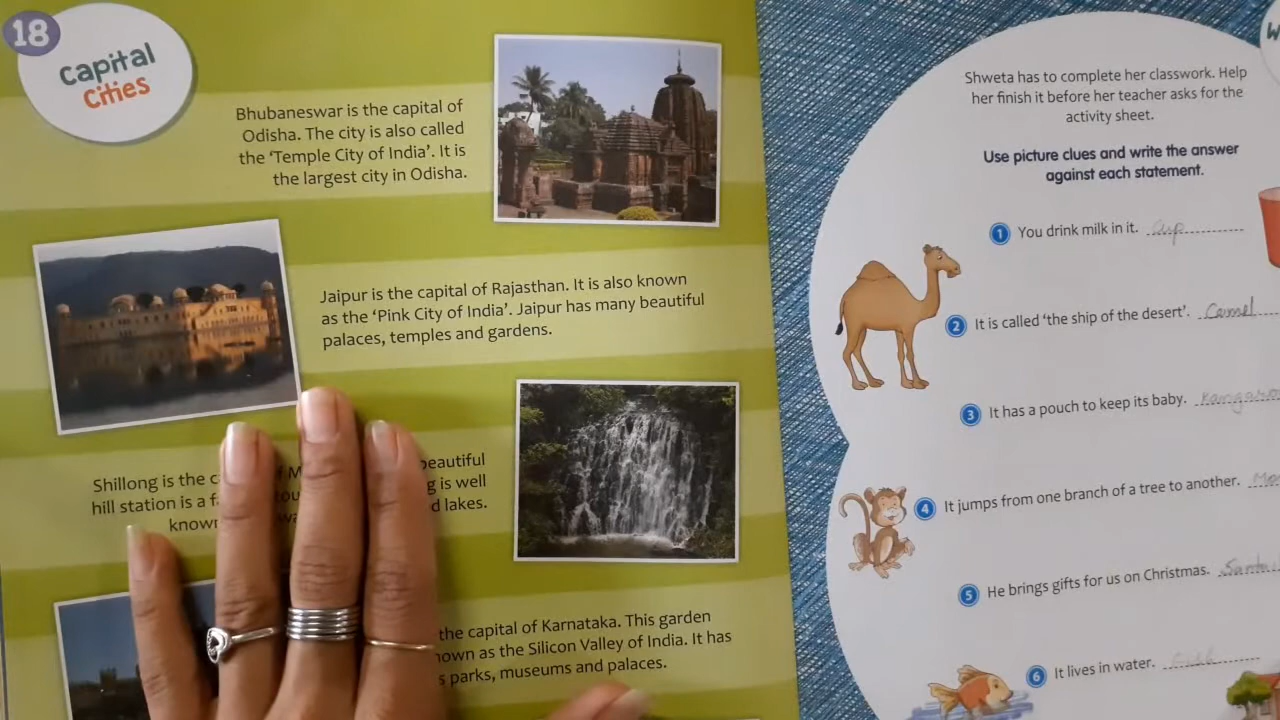 18
Capital
Cities
Bhubaneswar is the capital of
Odisha. The city is also called
the ‘Temple City of India’. It is
the largest city in Odisha.
Jaipur is the capital of Rajasthan. It is also known
as the ‘Pink City of India’. Jaipur has many beautiful
palaces, temples and gardens.
Shillong is the beautiful
hill station is a is well
known lakes.
the capital of Karnataka. This garden
as the Silicon Valley of India. It has
parks, museums and palaces.
Shweta has to complete her classwork. Help
her finish it before her teacher asks for the
activity sheet.
Use picture clues and write the answer
against each statement.
1 You drink milk in it. Cup
2 It is called ‘the ship of the desert’. Camel
3 It has a pouch to keep its baby.
4 It jumps from one branch of a tree to another.
5 He brings gifts for us on Christmas.
6 It lives in water.